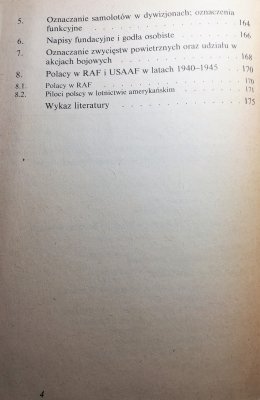 5. Oznaczanie samolotów w dywizjonach: oznaczenia
funkcyjne . . . . . . . . . . . . . . . . 164
6. Napisy fundacyjne i godła osobiste . . . . . . 166
7. Oznaczanie zwycięstw powietrznych oraz udziału w
akcjach bojowych . . . . . . . . . . . . . 168
8. Polacy w RAF i USAAF w latach 1940–1945 . . 170
8.1. Polacy w RAF . . . . . . . . . . . . . . 170
8.2. Piloci polscy w lotnictwie amerykańskim . . . . . 171
Wykaz literatury . . . . . . . . . . . . . 175
4